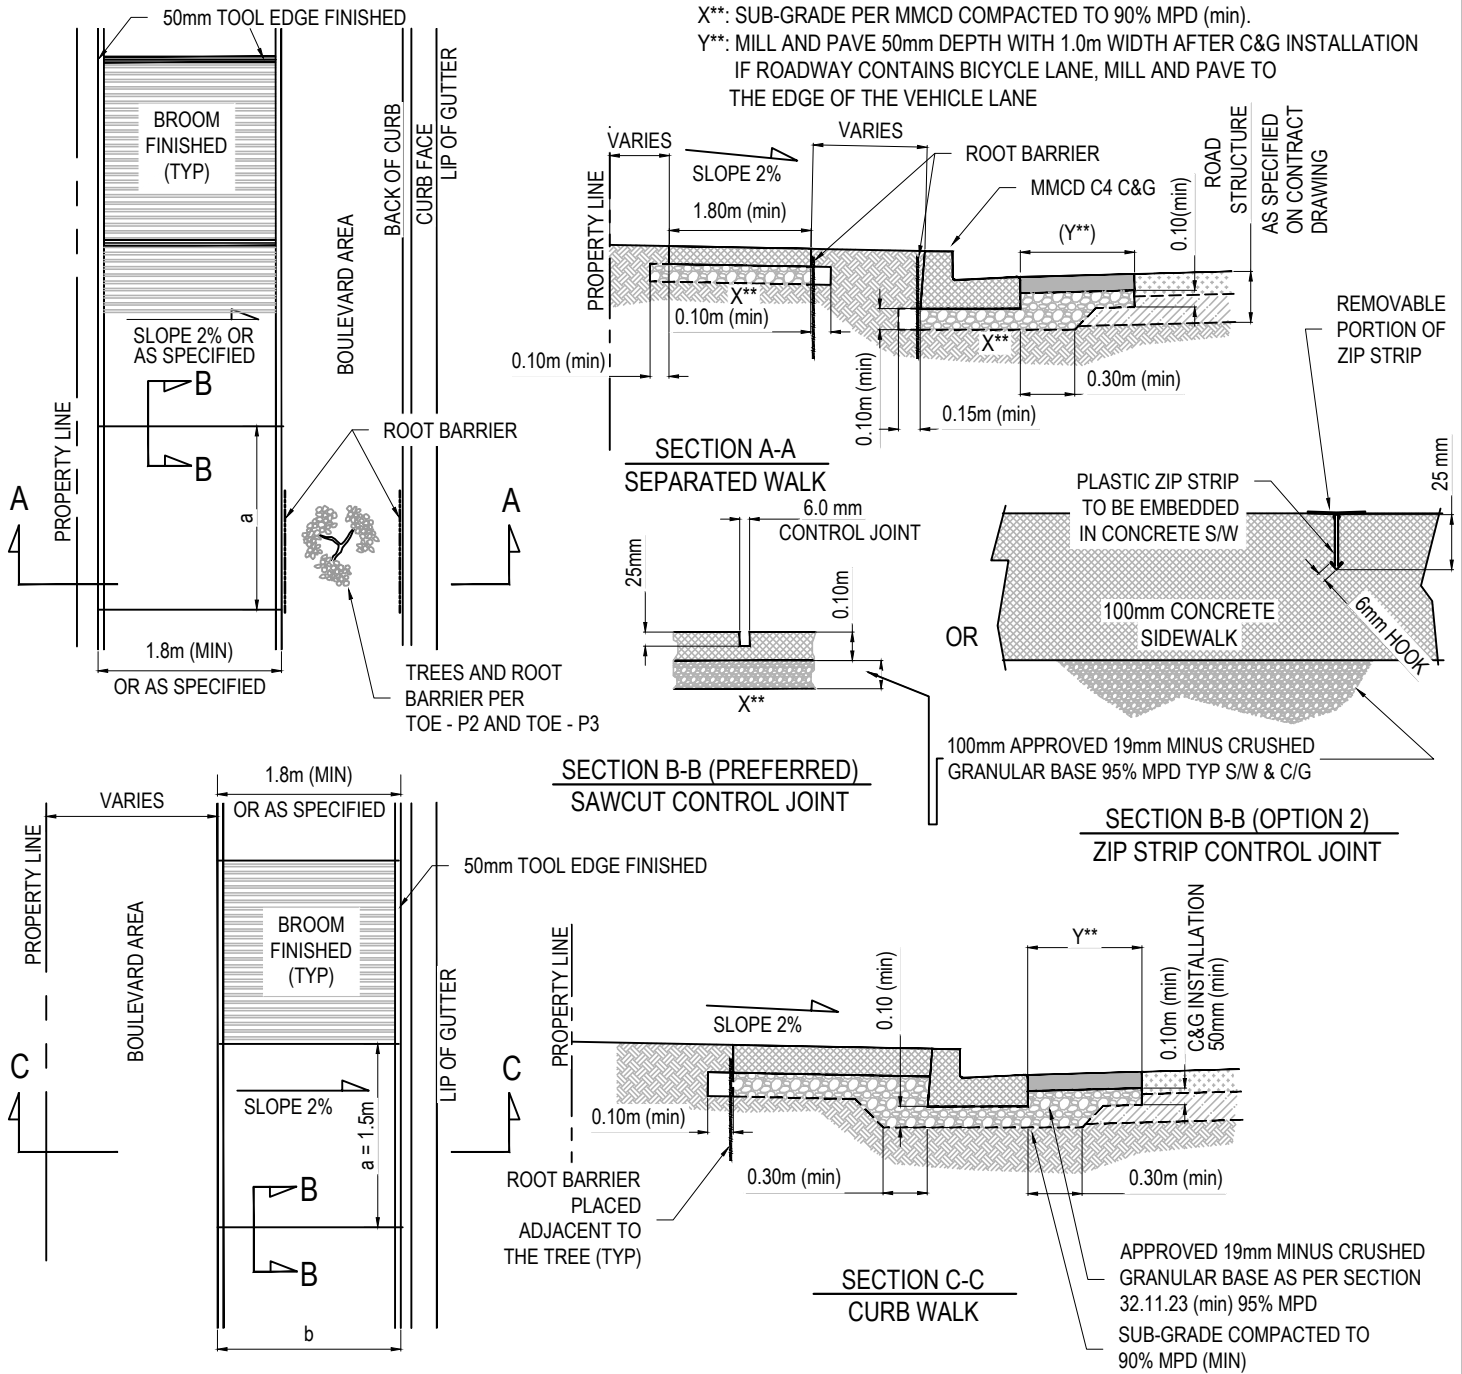 50mm TOOL EDGE FINISHED
BROOM
FINISHED
(TYP)
SLOPE 2% OR
AS SPECIFIED
B
B
PROPERTY LINE
BOULEVARD AREA
BACK OF CURB
CURB FACE
LIP OF GUTTER
ROOT BARRIER
A
A
a
1.8m (MIN)
OR AS SPECIFIED
TREES AND ROOT
BARRIER PER
TOE - P2 AND TOE - P3
X**: SUB-GRADE PER MMCD COMPACTED TO 90% MPD (min).
Y**: MILL AND PAVE 50mm DEPTH WITH 1.0m WIDTH AFTER C&G INSTALLATION
IF ROADWAY CONTAINS BICYCLE LANE, MILL AND PAVE TO
THE EDGE OF THE VEHICLE LANE
VARIES
VARIES
SLOPE 2%
1.80m (min)
ROOT BARRIER
MMCD C4 C&G
(Y**)
0.10(min)
ROAD
STRUCTURE
AS SPECIFIED
ON CONTRACT
DRAWING
PROPERTY LINE
X**
0.10m (min)
0.10m (min)
X**
0.10m (min)
0.15m (min)
0.30m (min)
SECTION A-A
SEPARATED WALK
REMOVABLE
PORTION OF
ZIP STRIP
PLASTIC ZIP STRIP
TO BE EMBEDDED
IN CONCRETE S/W
25 mm
6mm HOOK
100mm CONCRETE
SIDEWALK
OR
6.0 mm
CONTROL JOINT
25mm
0.10m
X**
100mm APPROVED 19mm MINUS CRUSHED
GRANULAR BASE 95% MPD TYP S/W & C/G
SECTION B-B (PREFERRED)
SAWCUT CONTROL JOINT
SECTION B-B (OPTION 2)
ZIP STRIP CONTROL JOINT
VARIES
1.8m (MIN)
OR AS SPECIFIED
50mm TOOL EDGE FINISHED
PROPERTY LINE
BOULEVARD AREA
BROOM
FINISHED
(TYP)
LIP OF GUTTER
C
C
SLOPE 2%
a = 1.5m
B
B
b
PROPERTY LINE
SLOPE 2%
0.10 (min)
Y**
0.10m (min)
C&G INSTALLATION
50mm (min)
0.10m (min)
0.30m (min)
0.30m (min)
ROOT BARRIER
PLACED
ADJACENT TO
THE TREE (TYP)
SECTION C-C
CURB WALK
APPROVED 19mm MINUS CRUSHED
GRANULAR BASE AS PER SECTION
32.11.23 (min) 95% MPD
SUB-GRADE COMPACTED TO
90% MPD (MIN)